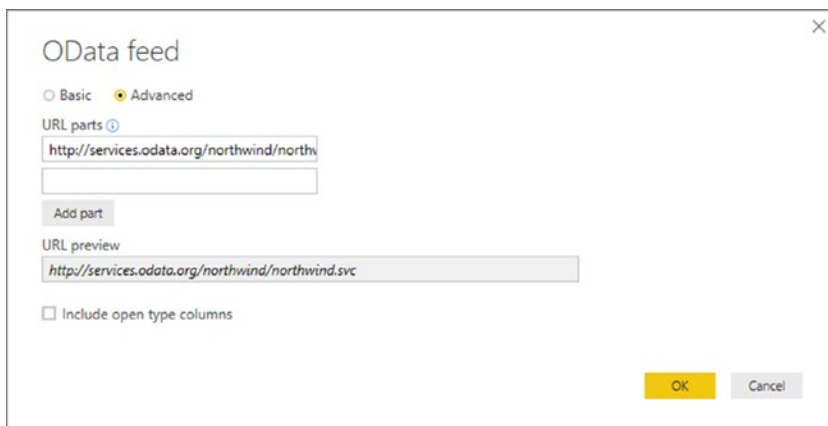 OData feed
Basic Advanced
URL parts
http://services.odata.org/northwind/northw
Add part
URL preview
http://services.odata.org/northwind/northwind.svc
Include open type columns
OK Cancel